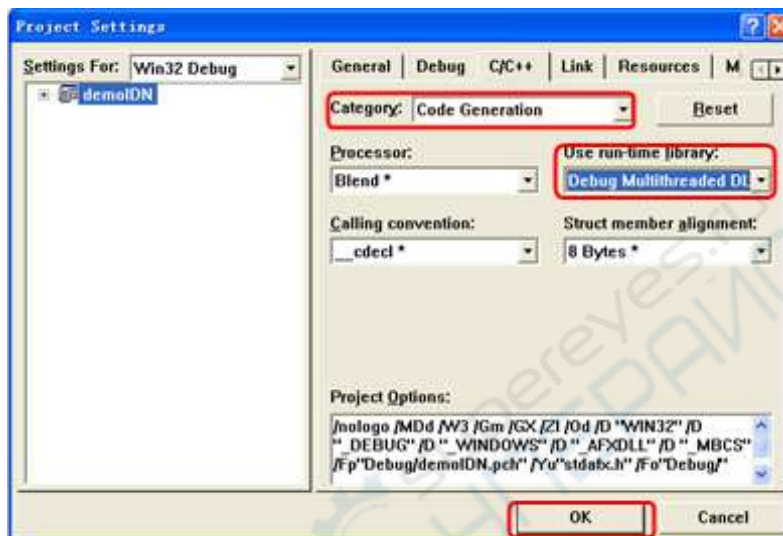 Project Settings
Settings For: Win32 Debug
demoIDN
General Debug C/C++ Link Resources M
Category: Code Generation
Reset
Processor:
Use run-time library:
Blend *
Debug Multithreaded DL
Calling convention:
Struct member alignment:
__cdecl *
8 Bytes *
Project Options:
/nologo /MDd /W3 /Gm /GX /ZI /Od /D "WIN32" /D
"_DEBUG" /D "_WINDOWS" /D "_AFXDLL" /D "_MBCS"
/Fp"Debug/demoIDN.pch" /Yu"stdafx.h" /Fo"Debug/"
OK
Cancel
supereyes.ru